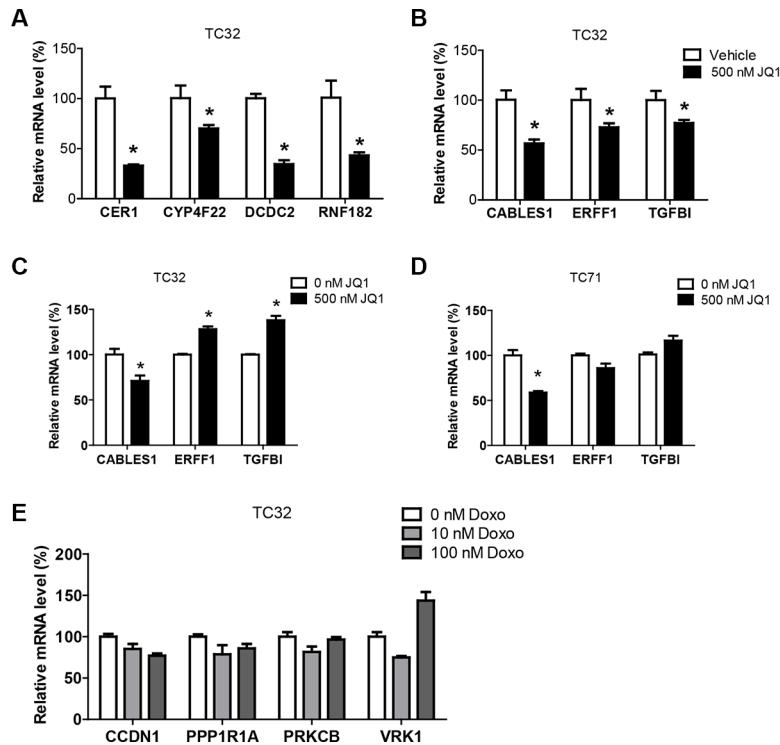 A
TC32
Relative mRNA level (%)
150
100
50
0
CER1 CYP4F22 DCDC2 RNF182
* * * *
B
TC32
Vehicle
500 nM JQ1
Relative mRNA level (%)
150
100
50
0
CABLES1 ERFF1 TGFBI
* * *
C
TC32
0 nM JQ1
500 nM JQ1
Relative mRNA level (%)
150
100
50
0
CABLES1 ERFF1 TGFBI
* * *
D
TC71
0 nM JQ1
500 nM JQ1
Relative mRNA level (%)
150
100
50
0
CABLES1 ERFF1 TGFBI
*
E
TC32
0 nM Doxo
10 nM Doxo
100 nM Doxo
Relative mRNA level (%)
200
150
100
50
0
CCDN1 PPP1R1A PRKCB VRK1